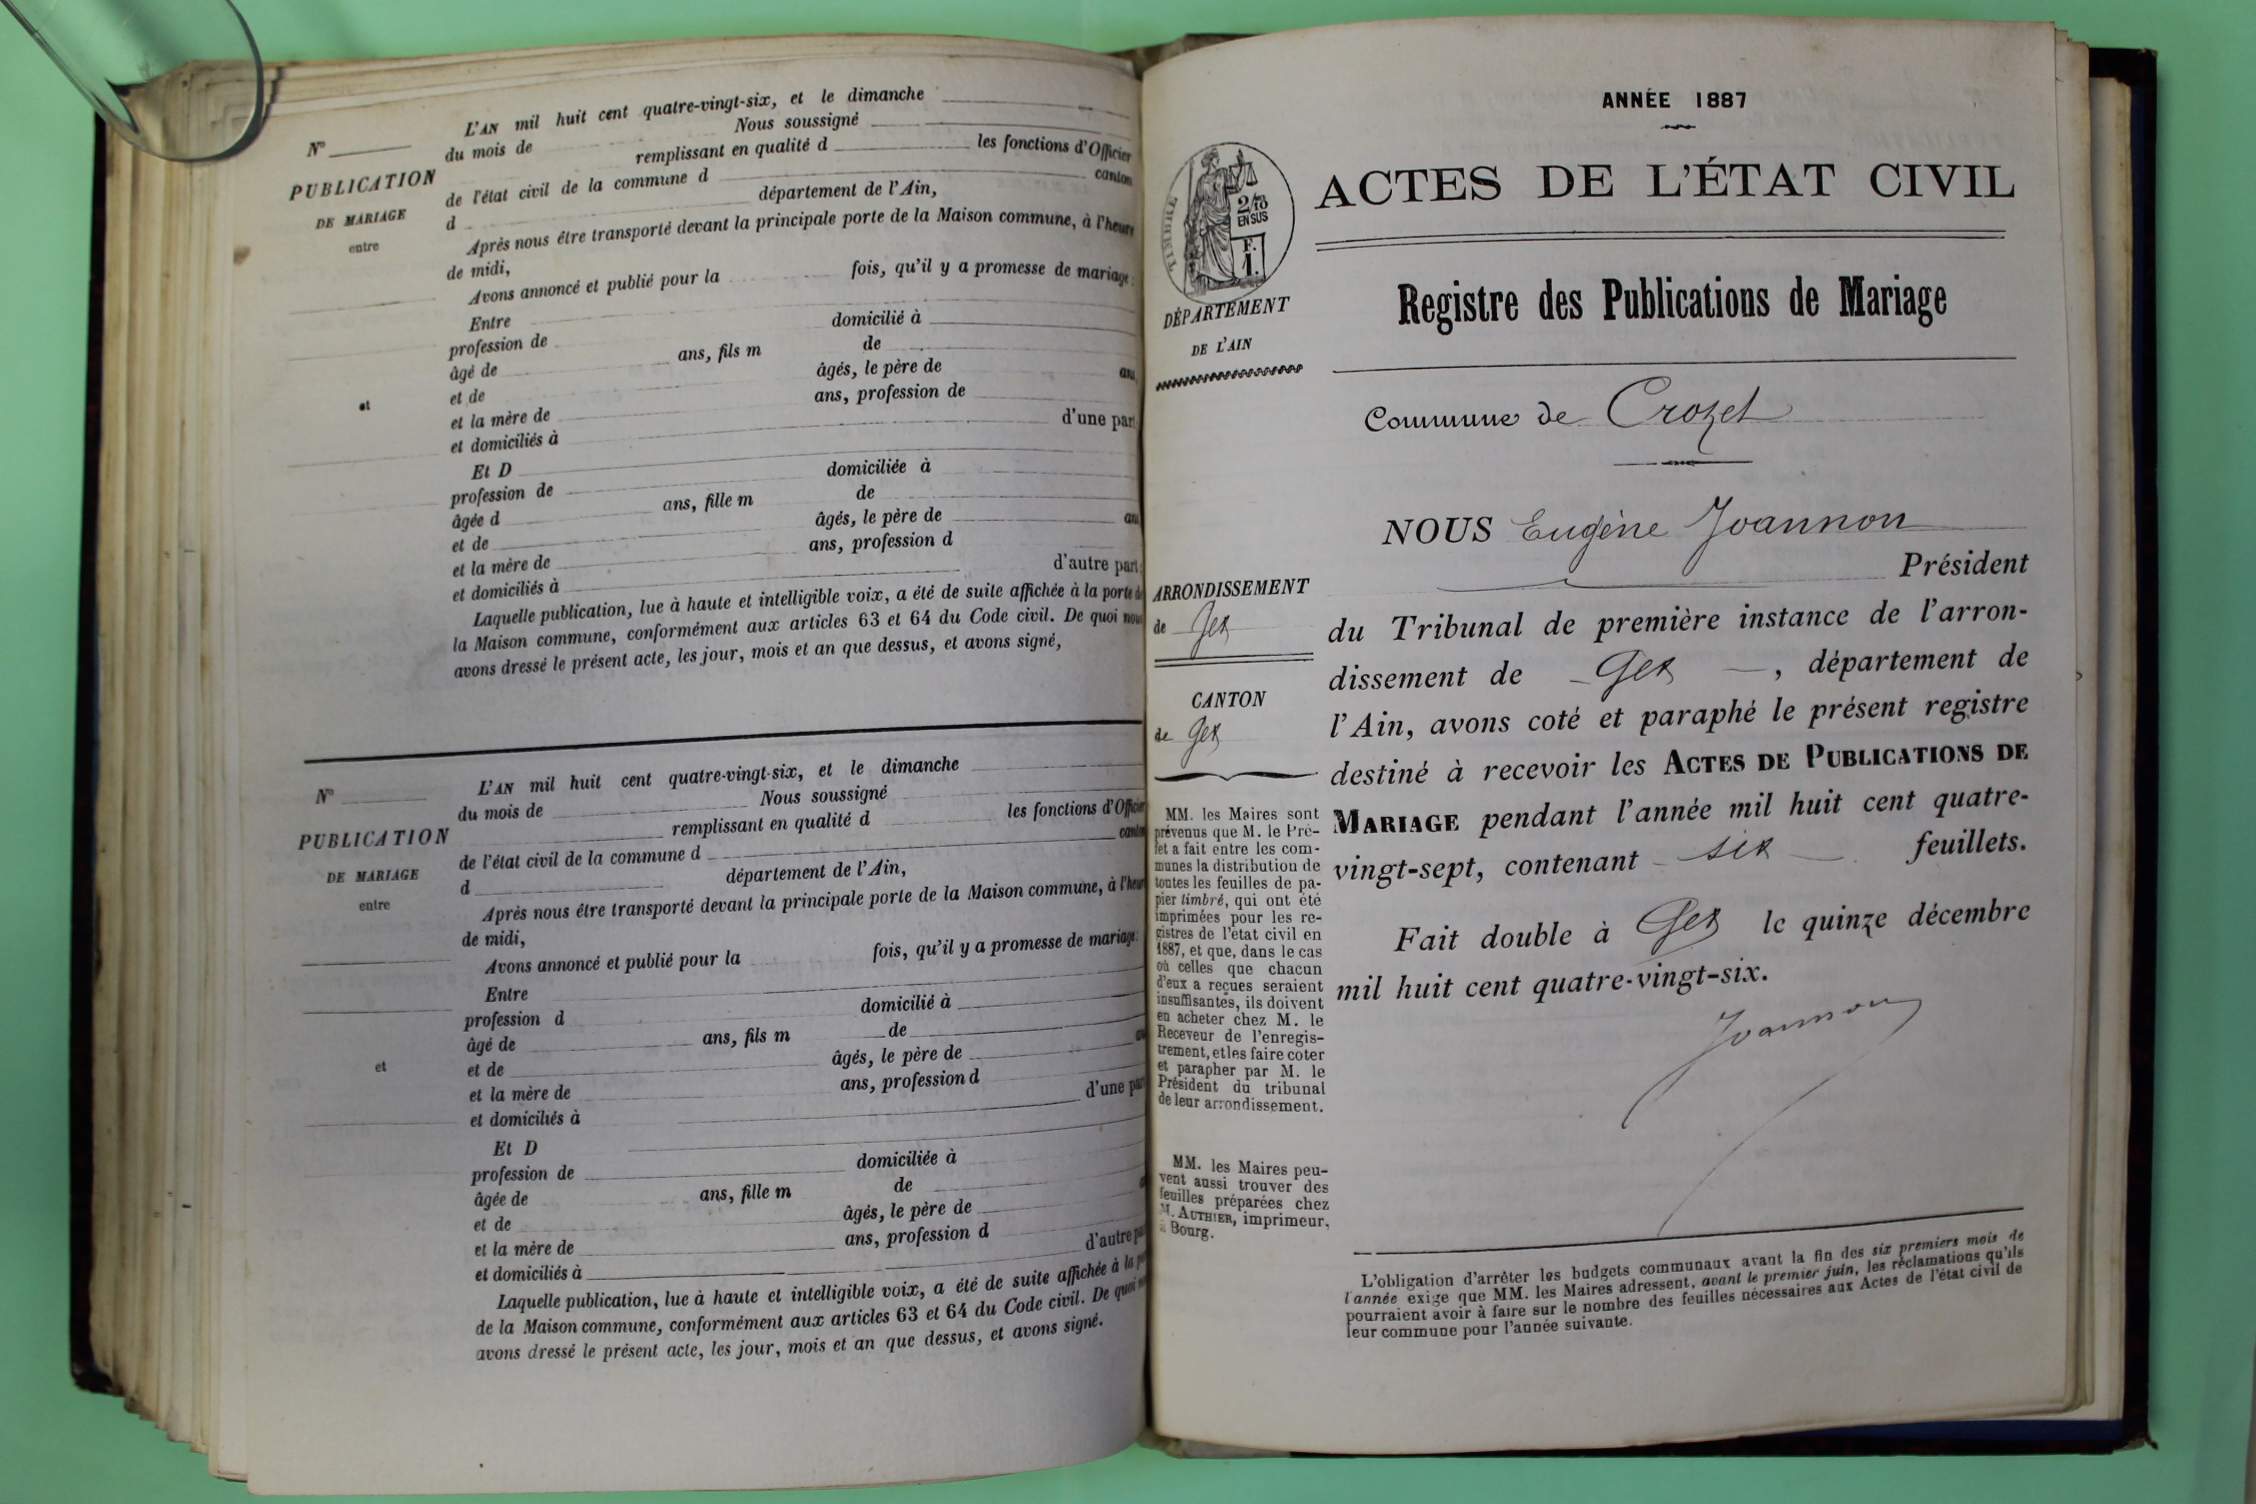 N°
PUBLICATION
DE MARIAGE
entre
et
L'AN mil huit cent quatre-vingt-six, et le dimanche
du mois de Nous soussigné
remplissant en qualité d les fonctions d'Officier
de l'état civil de la commune d canton
d département de l'Ain,
Après nous être transporté devant la principale porte de la Maison commune, à l'heure
de midi,
Avons annoncé et publié pour la fois, qu'il y a promesse de mariage:
Entre domicilié à
profession de
âgé de ans, fils m de
et de âgés, le père de ans,
et la mère de ans, profession de
et domiciliés à d'une part
Et D
profession de domiciliée à
âgée d ans, fille m de
et de âgés, le père de an
et la mère de ans, profession d
et domiciliés à d'autre part;
Laquelle publication, lue à haute et intelligible voix, a été de suite affichée à la porte de
la Maison commune, conformément aux articles 63 et 64 du Code civil. De quoi nous
avons dressé le présent acte, les jour, mois et an que dessus, et avons signé,
N°
PUBLICATION
DE MARIAGE
entre
et
L'AN mil huit cent quatre-vingt-six, et le dimanche
du mois de Nous soussigné
remplissant en qualité d les fonctions d'Officier
de l'état civil de la commune d canton
d département de l'Ain,
Après nous être transporté devant la principale porte de la Maison commune, à l'heure
de midi,
Avons annoncé et publié pour la fois, qu'il y a promesse de mariage:
Entre
profession d domicilié à
âgé de ans, fils m de
et de âgés, le père de
et la mère de ans, profession d
et domiciliés à d'une part
Et D
profession de domiciliée à
âgée de ans, fille m de
et de âgés, le père de
et la mère de ans, profession d
et domiciliés à d'autre
Laquelle publication, lue à haute et intelligible voix, a été de suite affichée à la
de la Maison commune, conformément aux articles 63 et 64 du Code civil. De quoi
avons dressé le présent acte, les jour, mois et an que dessus, et avons signé.
ANNÉE 1887
TIMBRE
2/10
EN SUS
F.
1.
ACTES DE L'ÉTAT CIVIL
Registre des Publications de Mariage
DÉPARTEMENT
DE L'AIN
Commune de Crozet
NOUS Eugène Joannon
Président
du Tribunal de première instance de l'arron-
dissement de Gex, département de
l'Ain, avons coté et paraphé le présent registre
destiné à recevoir les ACTES DE PUBLICATIONS DE
MARIAGE pendant l'année mil huit cent quatre-
vingt-sept, contenant six feuillets.
Fait double à Gex le quinze décembre
mil huit cent quatre-vingt-six.
Joannon
ARRONDISSEMENT
de Gex
CANTON
de Gex
MM. les Maires sont
prévenus que M. le Pré-
fet a fait entre les com-
munes la distribution de
toutes les feuilles de pa-
pier timbré, qui ont été
imprimées pour les re-
gistres de l'état civil en
1887, et que, dans le cas
où celles que chacun
d'eux a reçues seraient
insuffisantes, ils doivent
en acheter chez M. le
Receveur de l'enregis-
trement, et les faire coter
et parapher par M. le
Président du tribunal
de leur arrondissement.
MM. les Maires peu-
vent aussi trouver des
feuilles préparées chez
M. AUTHIER, imprimeur,
à Bourg.
L'obligation d'arrêter les budgets communaux avant la fin des six premiers mois de
l'année exige que MM. les Maires adressent, avant le premier juin, les réclamations qu'ils
pourraient avoir à faire sur le nombre des feuilles nécessaires aux Actes de l'état civil de
leur commune pour l'année suivante.